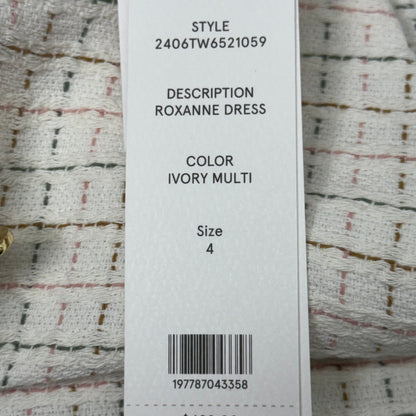 STYLE
2406TW6521059
DESCRIPTION
ROXANNE DRESS
COLOR
IVORY MULTI
Size
4
197787043358